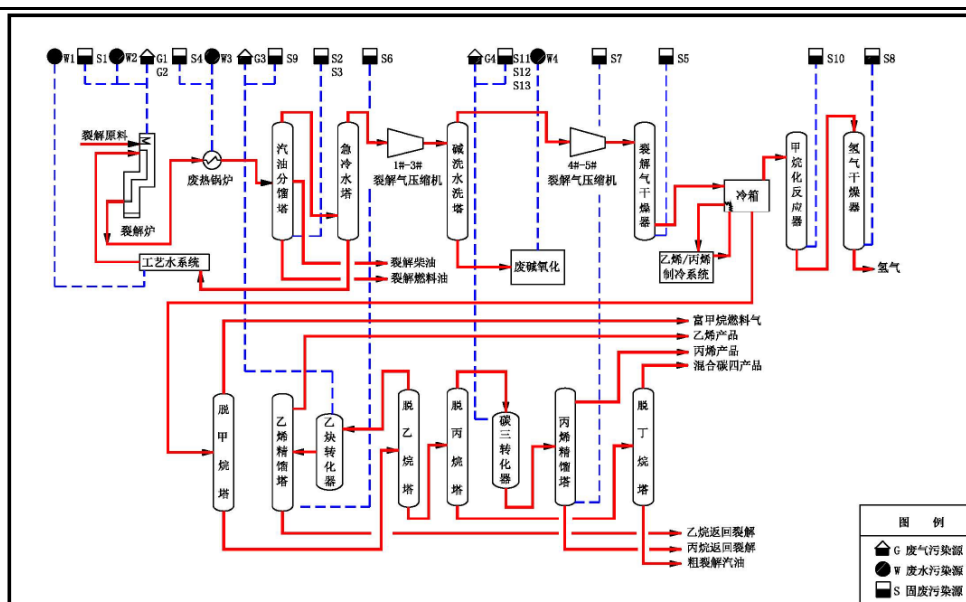 W1 S1 W2 G1 S4 W3 G3 S9 S2 S6 G4 S11 W4 S7 S5 S10 S8
G2 S3 S12
S13
裂解原料
废热锅炉
裂解炉
工艺水系统
汽油分馏塔
急冷水塔
1#-3#
裂解气压缩机
碱洗水洗塔
4#-5#
裂解气压缩机
裂解气干燥器
冷箱
甲烷化反应器
氢气干燥器
裂解柴油
裂解燃料油
废碱氧化
乙烯/丙烯
制冷系统
氢气
富甲烷燃料气
乙烯产品
丙烯产品
混合碳四产品
脱甲烷塔
乙烯精馏塔
乙炔转化器
脱乙烷塔
脱丙烷塔
碳三转化器
丙烯精馏塔
脱丁烷塔
乙烷返回裂解
丙烷返回裂解
粗裂解汽油
图 例
G 废气污染源
W 废水污染源
S 固废污染源